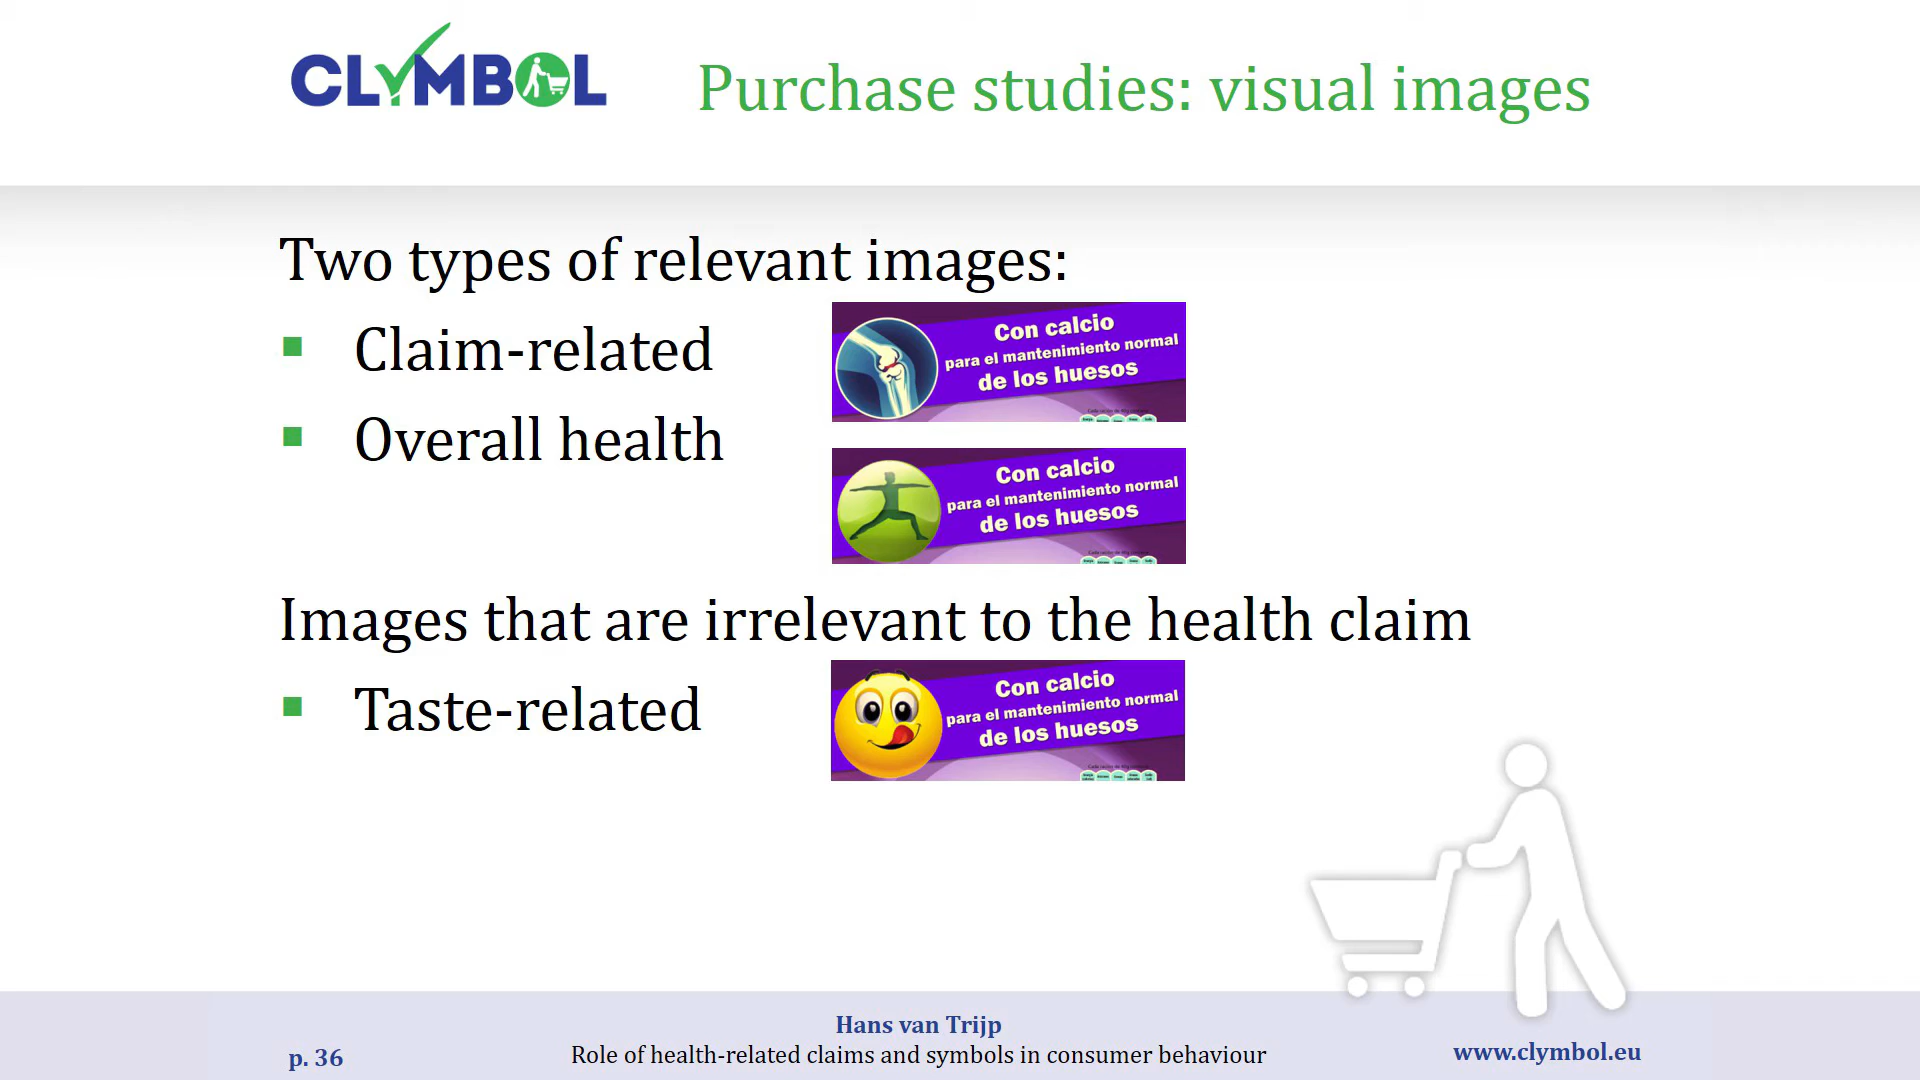 CLYMBOL
Purchase studies: visual images
Two types of relevant images:
Claim-related
Con calcio
para el mantenimiento normal
de los huesos
Overall health
Con calcio
para el mantenimiento normal
de los huesos
Images that are irrelevant to the health claim
Taste-related
Con calcio
para el mantenimiento normal
de los huesos
Hans van Trijp
p. 36
Role of health-related claims and symbols in consumer behaviour
www.clymbol.eu